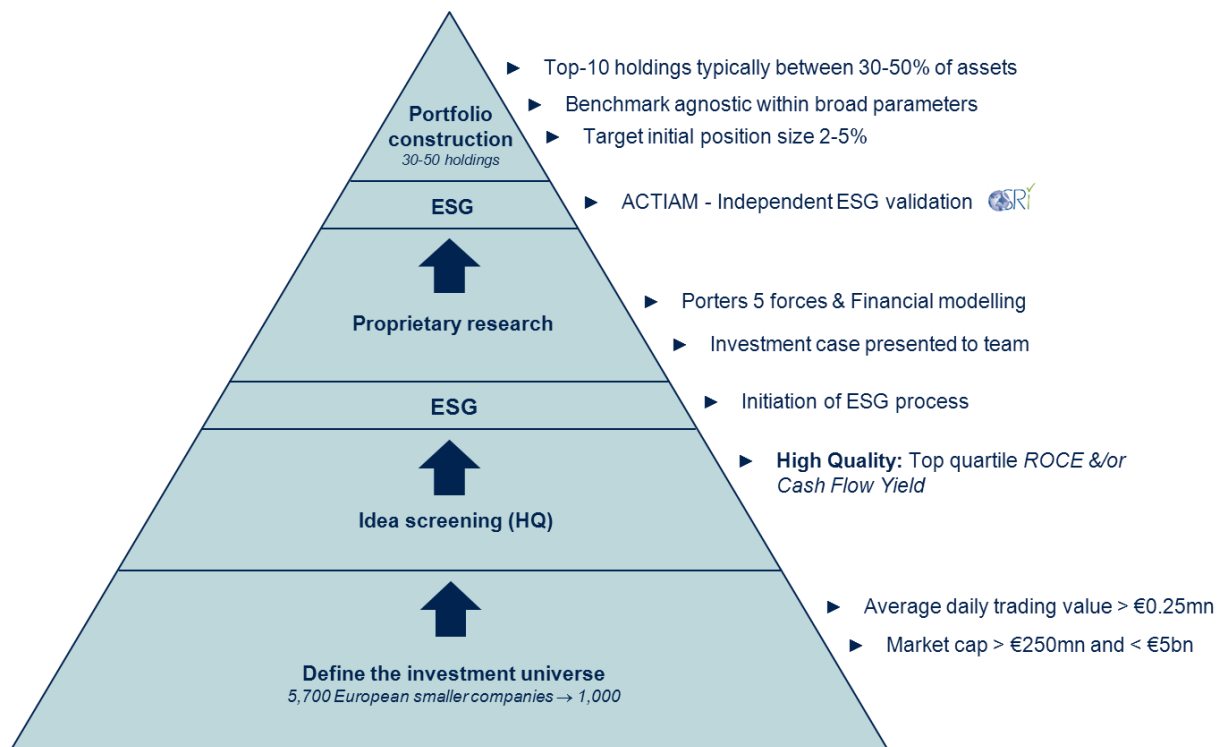 ► Top-10 holdings typically between 30-50% of assets
► Benchmark agnostic within broad parameters
Portfolio
construction
30-50 holdings
► Target initial position size 2-5%
ESG
► ACTIAM - Independent ESG validation SRi
► Porters 5 forces & Financial modelling
Proprietary research
► Investment case presented to team
ESG
► Initiation of ESG process
► High Quality: Top quartile ROCE &/or
Cash Flow Yield
Idea screening (HQ)
► Average daily trading value > €0.25mn
► Market cap > €250mn and < €5bn
Define the investment universe
5,700 European smaller companies → 1,000